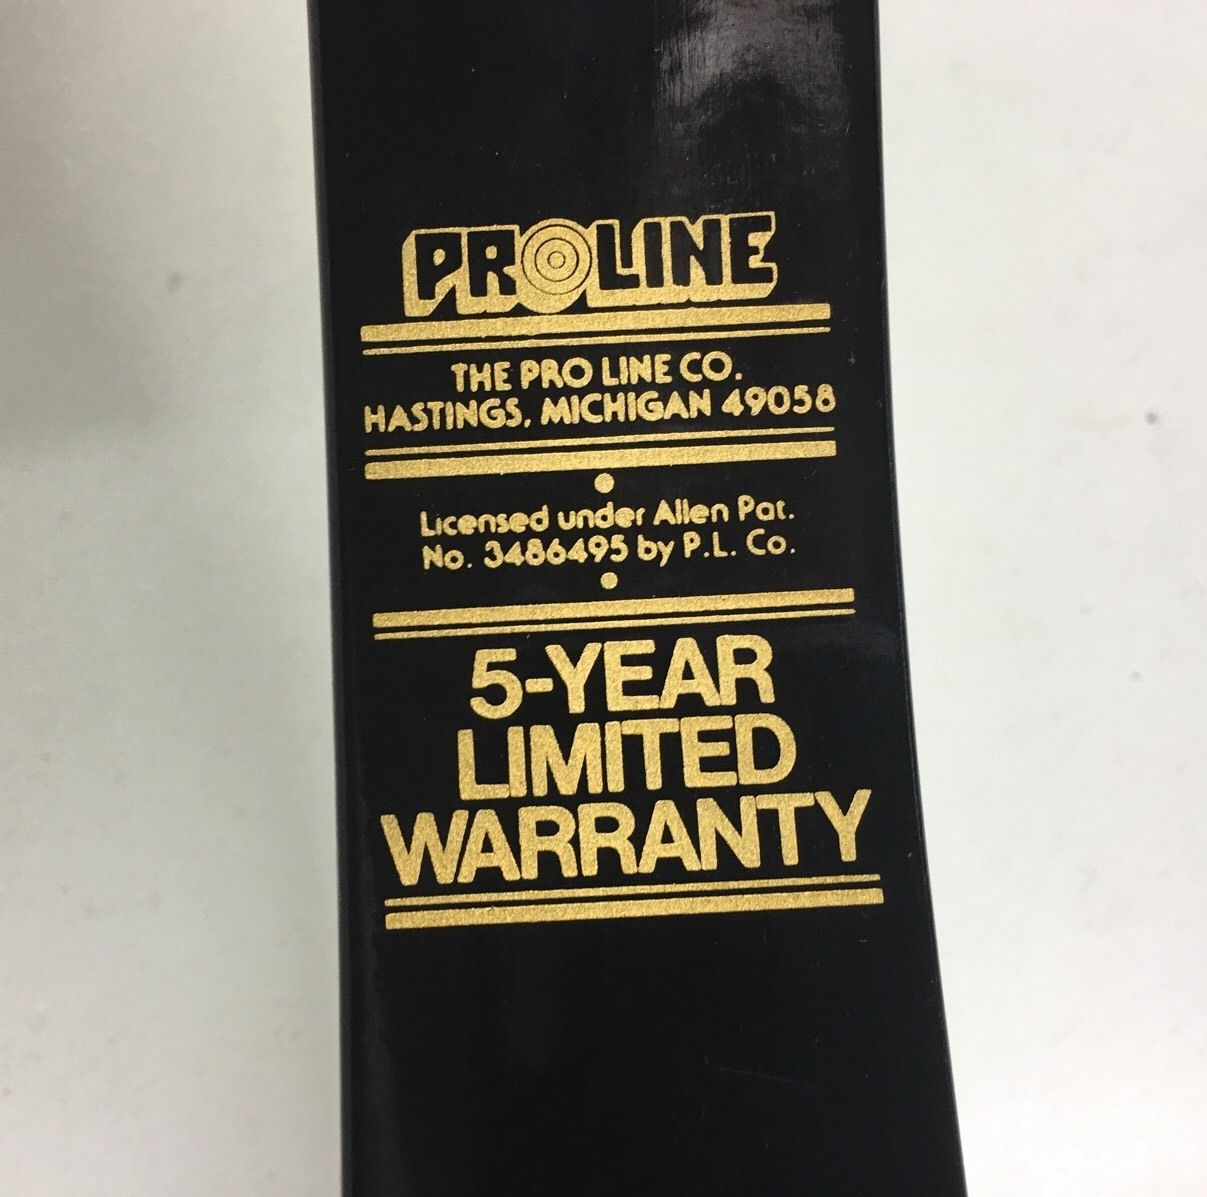 PROLINE
THE PRO LINE CO.
HASTINGS, MICHIGAN 49058
Licensed under Allen Pat.
No. 3486495 by P.L. Co.
5-YEAR
LIMITED
WARRANTY